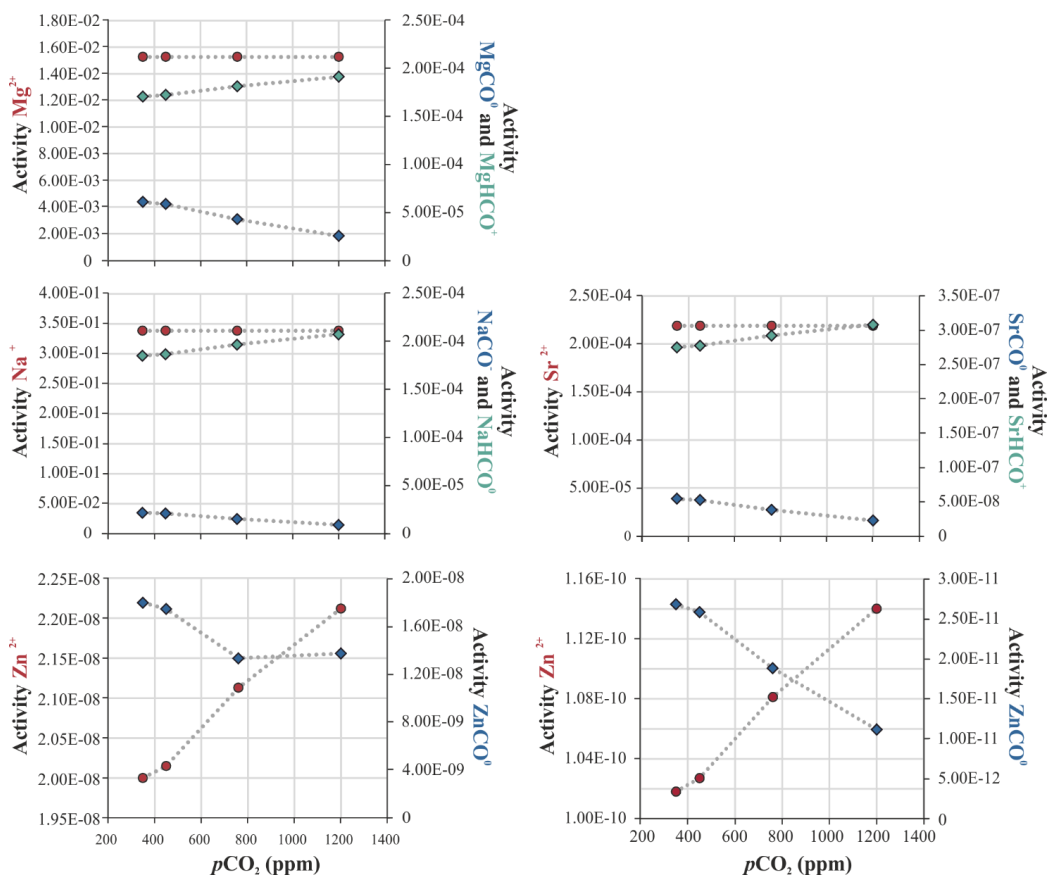 1.80E-02
1.60E-02
1.40E-02
1.20E-02
1.00E-02
8.00E-03
6.00E-03
4.00E-03
2.00E-03
0
Activity Mg²⁺
2.50E-04
2.00E-04
2.00E-04
1.00E-04
5.00E-05
0
MgCO⁰ and MgHCO⁺
Activity
4.00E-01
3.50E-01
3.00E-01
2.50E-01
2.00E-01
1.50E-01
1.00E-01
5.00E-02
0
Activity Na⁺
2.50E-04
2.00E-04
2.00E-04
1.00E-04
5.00E-05
0
NaCO⁻ and NaHCO⁰
Activity
2.50E-04
2.00E-04
1.00E-04
1.00E-04
5.00E-05
0
Activity Sr²⁺
3.50E-07
3.00E-07
2.00E-07
2.00E-07
1.00E-07
1.00E-07
5.00E-08
0
SrCO⁰ and SrHCO⁺
Activity
2.25E-08
2.20E-08
2.15E-08
2.10E-08
2.05E-08
2.00E-08
1.95E-08
Activity Zn²⁺
2.00E-08
1.60E-08
1.20E-08
8.00E-09
4.00E-09
0
Activity ZnCO⁰
200 400 600 800 1000 1200 1400
pCO₂ (ppm)
1.16E-10
1.12E-10
1.08E-10
1.04E-10
1.00E-10
Activity Zn²⁺
3.00E-11
2.50E-11
2.00E-11
1.50E-11
1.00E-11
5.00E-12
0
Activity ZnCO⁰
200 400 600 800 1000 1200 1400
pCO₂ (ppm)